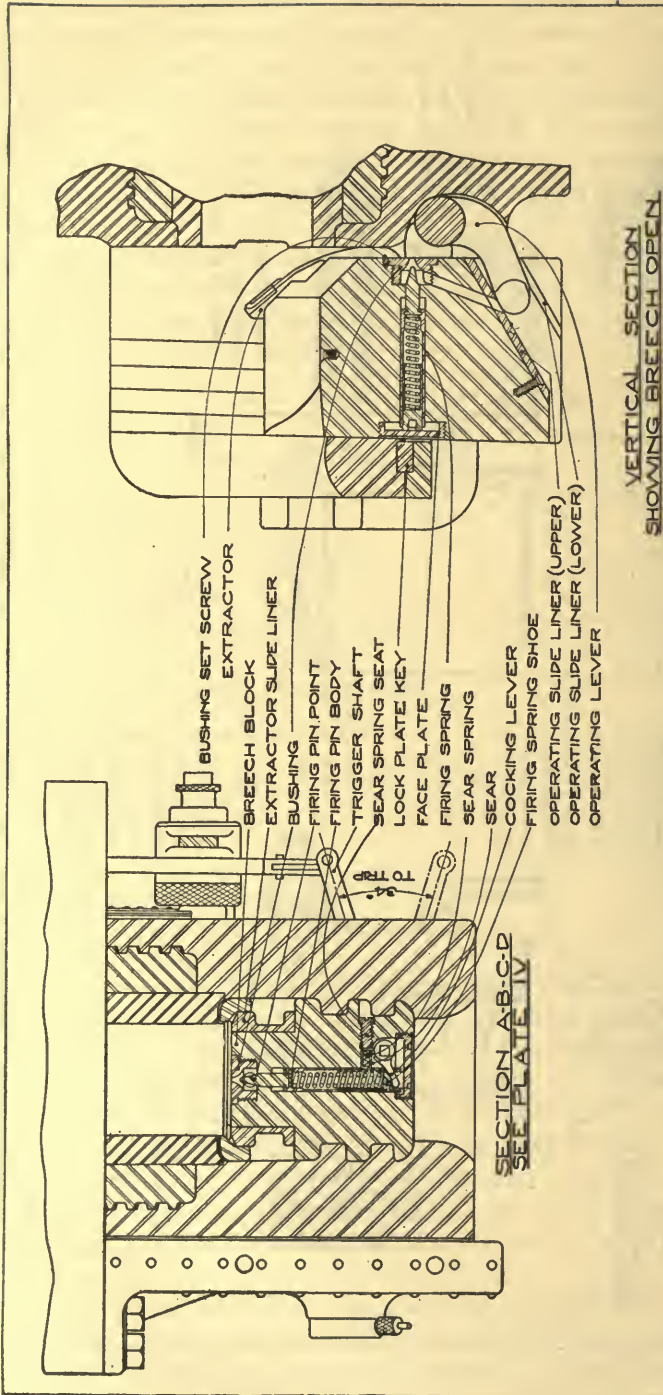 BUSHING SET SCREW
EXTRACTOR
BREECH BLOCK
EXTRACTOR SLIDE LINER
BUSHING
FIRING PIN POINT
FIRING PIN BODY
TRIGGER SHAFT
SEAR SPRING SEAT
LOCK PLATE KEY
FACE PLATE
FIRING SPRING
SEAR SPRING
SEAR
COCKING LEVER
FIRING SPRING SHOE
OPERATING SLIDE LINER (UPPER)
OPERATING SLIDE LINER (LOWER)
OPERATING LEVER
34°
TO TRIP
SECTION A-B-C-D
SEE PLATE IV
VERTICAL SECTION
SHOWING BREECH OPEN